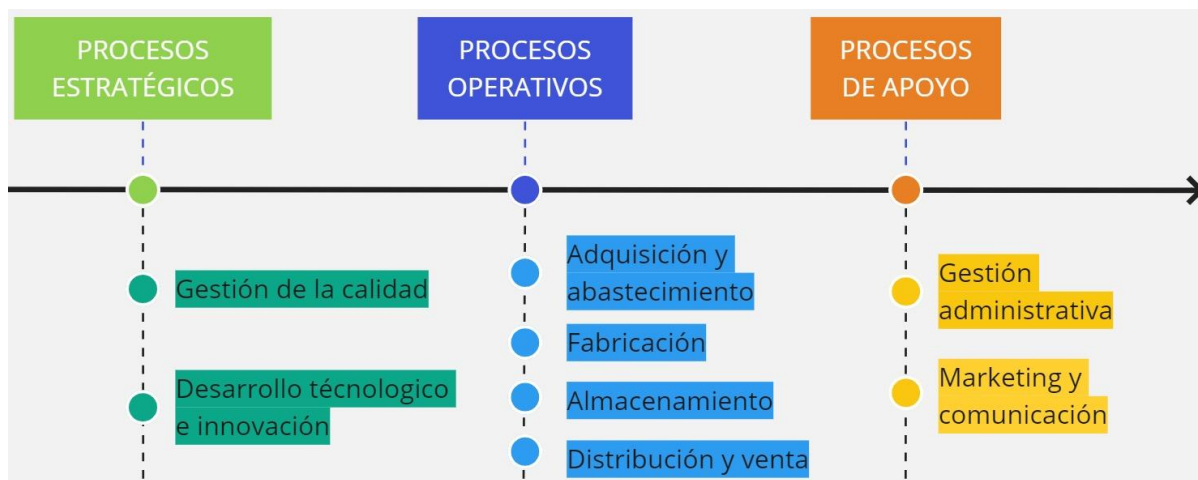 PROCESOS
ESTRATÉGICOS
PROCESOS
OPERATIVOS
PROCESOS
DE APOYO
Gestión de la calidad
Desarrollo técnologico
e innovación
Adquisición y
abastecimiento
Fabricación
Almacenamiento
Distribución y venta
Gestión
administrativa
Marketing y
comunicación